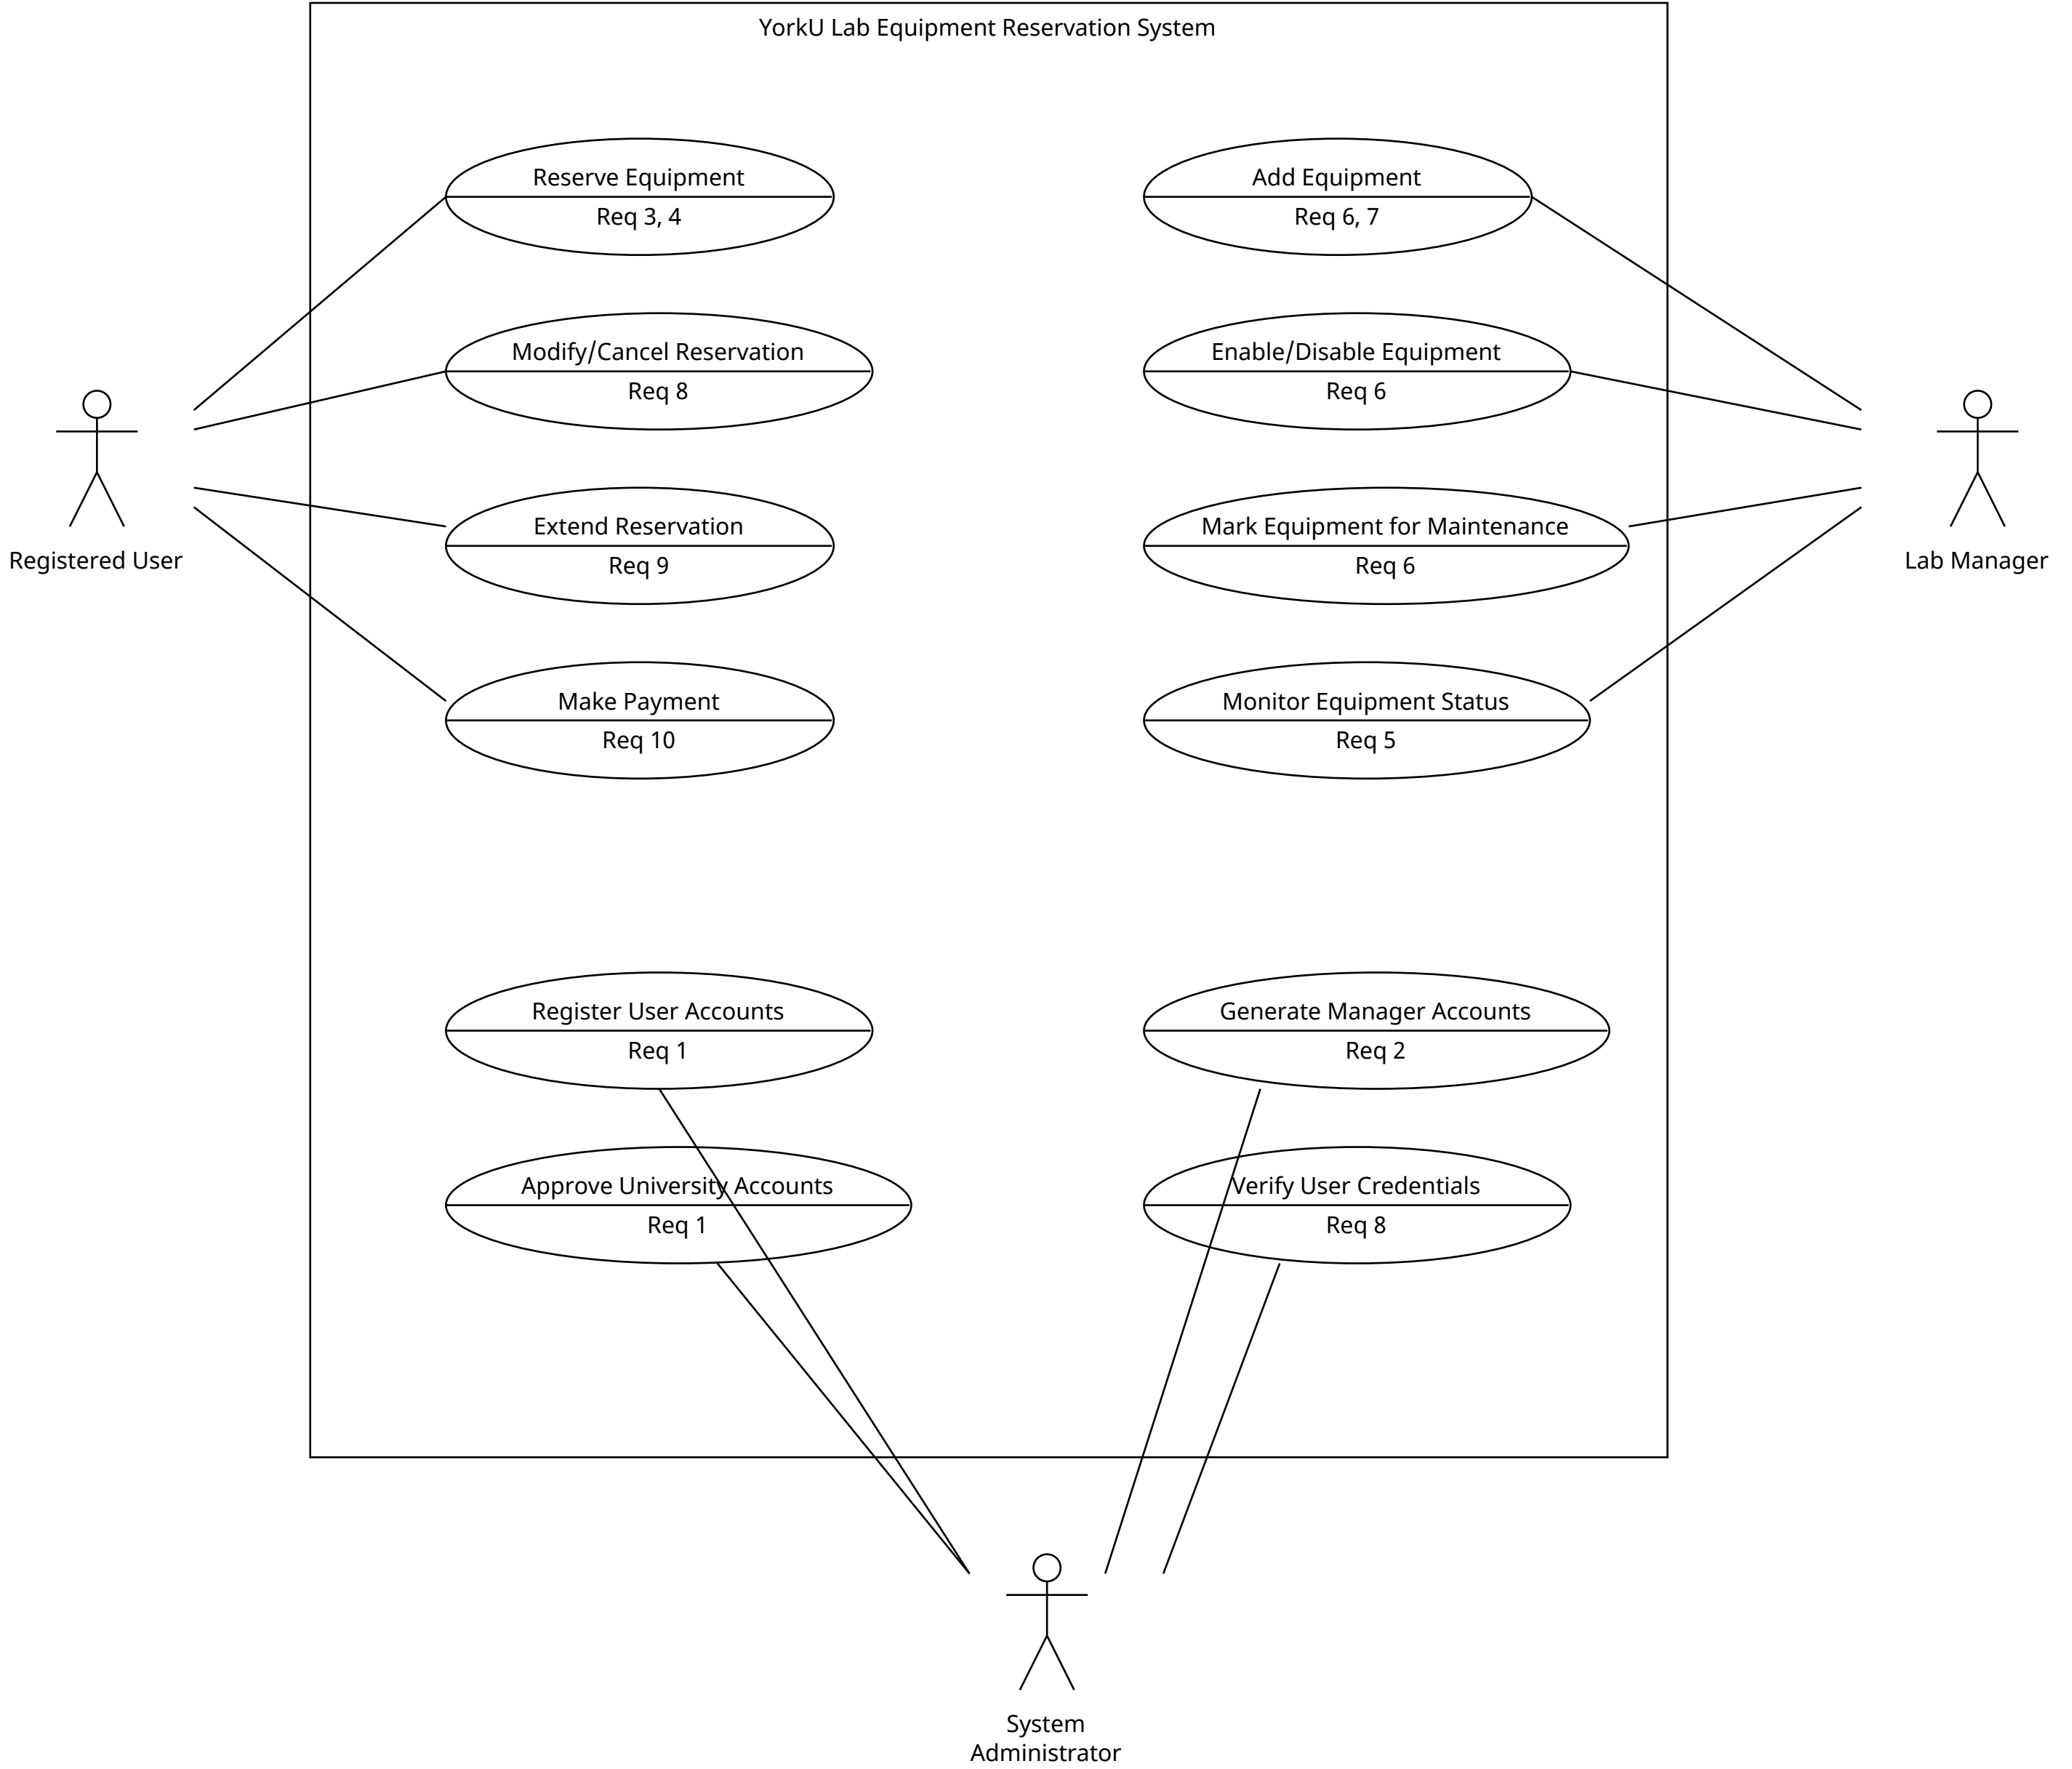 YorkU Lab Equipment Reservation System
Reserve Equipment
Req 3, 4
Add Equipment
Req 6, 7
Modify/Cancel Reservation
Req 8
Enable/Disable Equipment
Req 6
Extend Reservation
Req 9
Mark Equipment for Maintenance
Req 6
Registered User
Lab Manager
Make Payment
Req 10
Monitor Equipment Status
Req 5
Register User Accounts
Req 1
Generate Manager Accounts
Req 2
Approve University Accounts
Req 1
Verify User Credentials
Req 8
System
Administrator